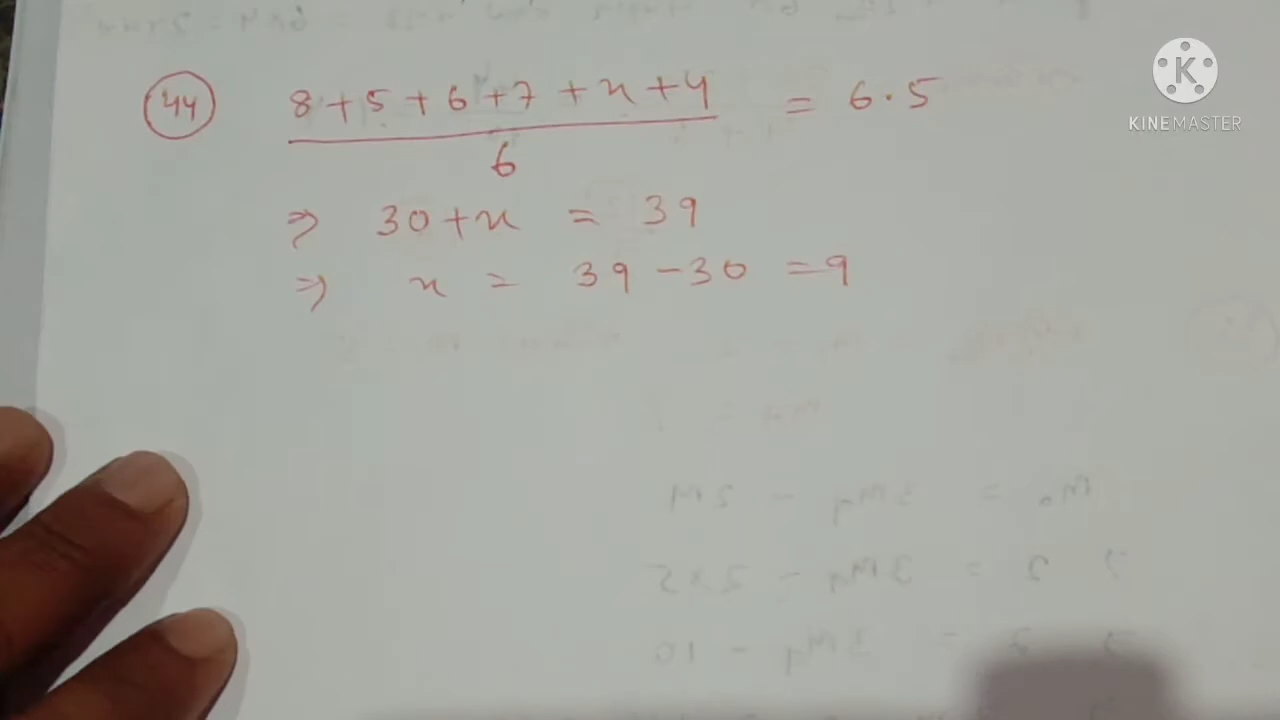 44 8 + 5 + 6 + 7 + x + 4 = 6.5
6
⇒ 30 + x = 39
⇒ x = 39 - 30 = 9
KINEMASTER